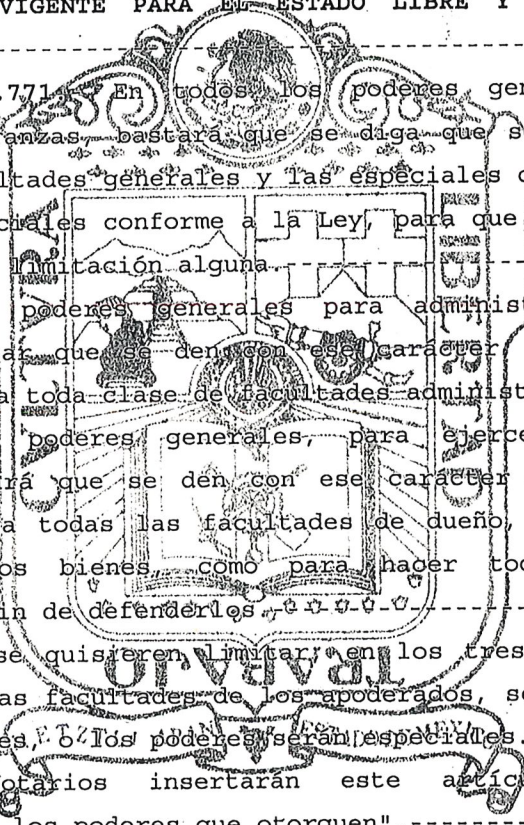 VIGENTE PARA EL ESTADO LIBRE Y
.771.- En todos los poderes gen
anzas bastará que se diga que s
ultades generales y las especiales
ciales conforme a la Ley, para que
limitación alguna.
poderes generales para administ
ar que se den con ese carácter
a toda clase de facultades administ
poderes generales, para ejerce
rá que se den con ese carácter
a todas las facultades de dueño,
os bienes, como para hacer tod
in de defenderlos.
se quisieren limitar, en los tres
as facultades de los apoderados, s
es, o los poderes serán especiales.
otarios insertarán este artíc
los poderes que otorguen"
LIBERTAD
TRABAJO